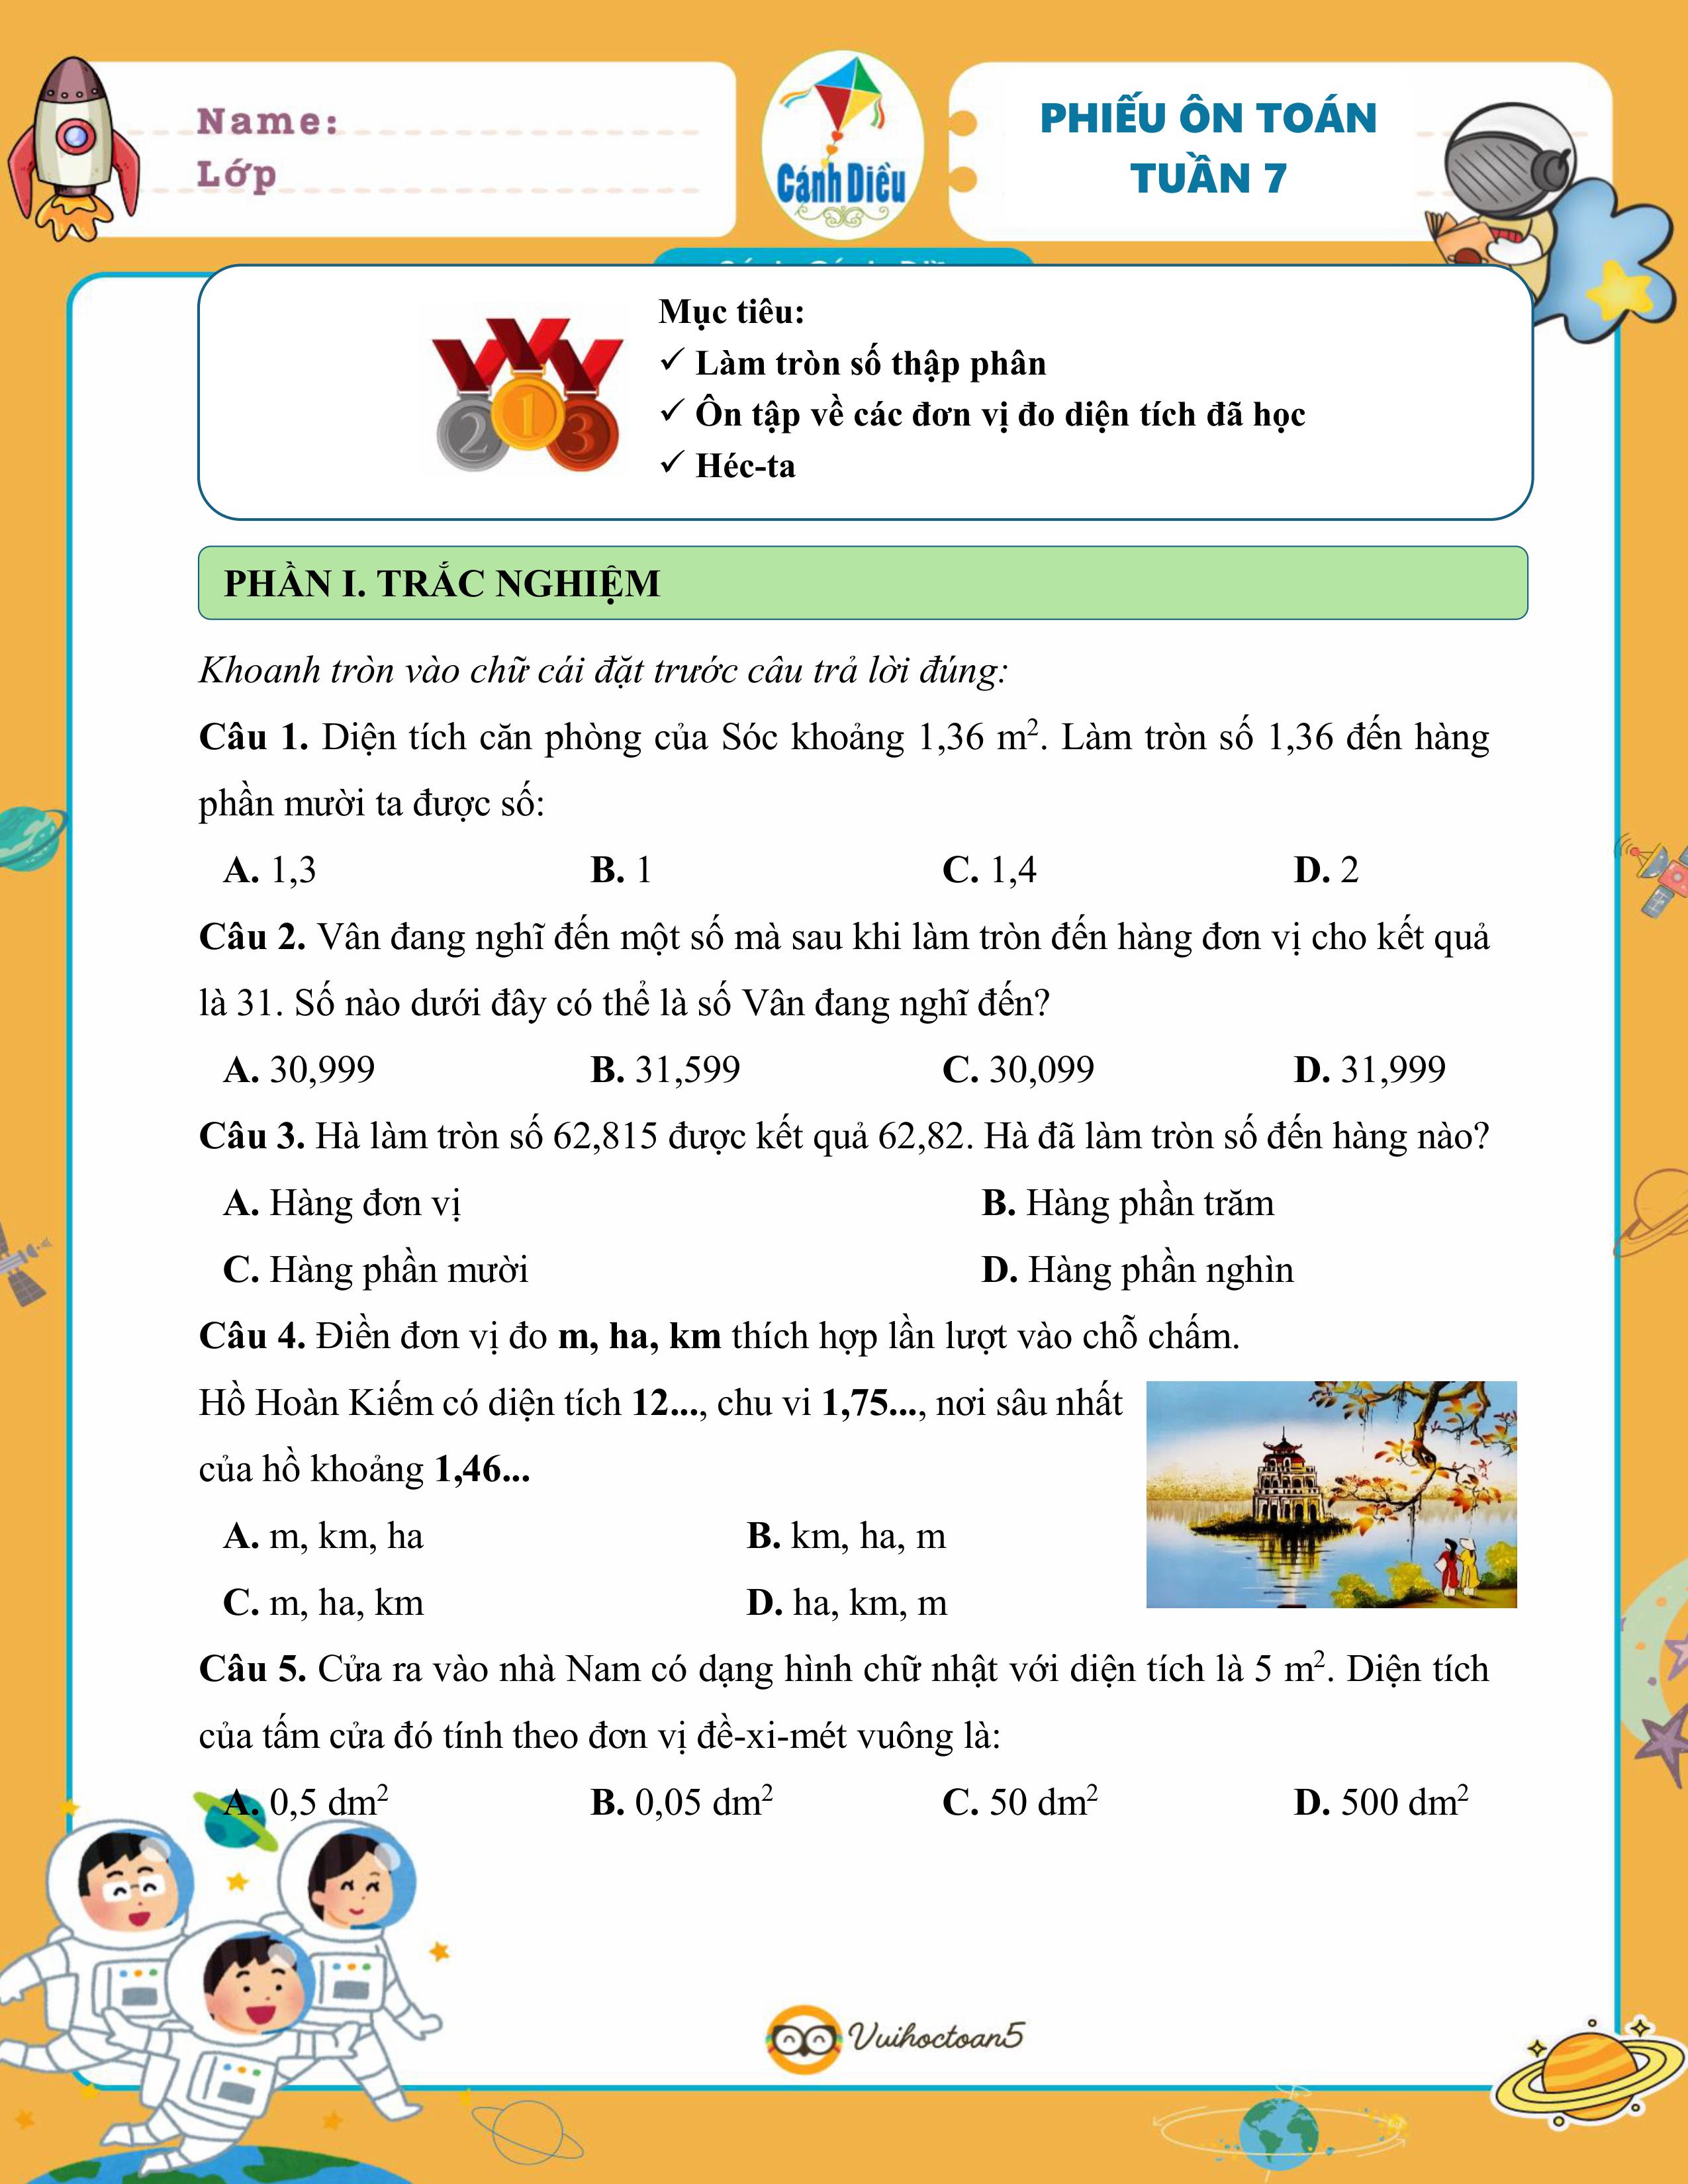 Name:
Lớp
Cánh Diều
PHIẾU ÔN TOÁN
TUẦN 7
Mục tiêu:
✓ Làm tròn số thập phân
✓ Ôn tập về các đơn vị đo diện tích đã học
✓ Héc-ta
2 1 3
PHẦN I. TRẮC NGHIỆM
Khoanh tròn vào chữ cái đặt trước câu trả lời đúng:
Câu 1. Diện tích căn phòng của Sóc khoảng 1,36 m². Làm tròn số 1,36 đến hàng
phần mười ta được số:
A. 1,3 B. 1 C. 1,4 D. 2
Câu 2. Vân đang nghĩ đến một số mà sau khi làm tròn đến hàng đơn vị cho kết quả
là 31. Số nào dưới đây có thể là số Vân đang nghĩ đến?
A. 30,999 B. 31,599 C. 30,099 D. 31,999
Câu 3. Hà làm tròn số 62,815 được kết quả 62,82. Hà đã làm tròn số đến hàng nào?
A. Hàng đơn vị B. Hàng phần trăm
C. Hàng phần mười D. Hàng phần nghìn
Câu 4. Điền đơn vị đo m, ha, km thích hợp lần lượt vào chỗ chấm.
Hồ Hoàn Kiếm có diện tích 12..., chu vi 1,75..., nơi sâu nhất
của hồ khoảng 1,46...
A. m, km, ha B. km, ha, m
C. m, ha, km D. ha, km, m
Câu 5. Cửa ra vào nhà Nam có dạng hình chữ nhật với diện tích là 5 m². Diện tích
của tấm cửa đó tính theo đơn vị đề-xi-mét vuông là:
A. 0,5 dm² B. 0,05 dm² C. 50 dm² D. 500 dm²
Vuihoctoan5